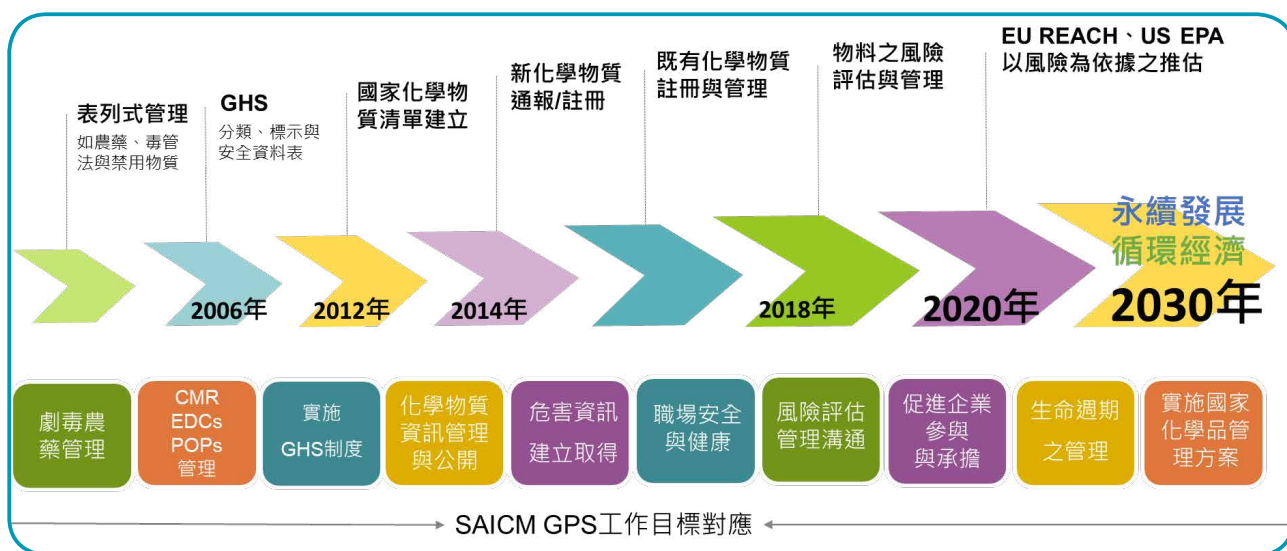 表列式管理
如農藥、毒管
法與禁用物質
GHS
分類、標示與
安全資料表
國家化學物
質清單建立
新化學物質
通報/註冊
既有化學物質
註冊與管理
物料之風險
評估與管理
EU REACH、US EPA
以風險為依據之推估
2006年
2012年
2014年
2018年
2020年
永續發展
循環經濟
2030年
劇毒農
藥管理
CMR
EDCs
POPs
管理
實施
GHS制度
化學物質
資訊管理
與公開
危害資訊
建立取得
職場安全
與健康
風險評估
管理溝通
促進企業
參與
與承擔
生命週期
之管理
實施國家
化學品管
理方案
SAICM GPS工作目標對應